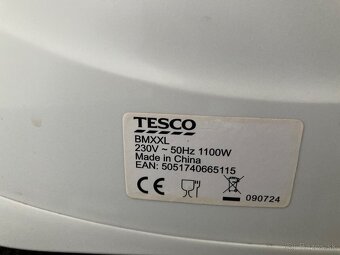 TESCO
BMXXL
230V ~ 50Hz 1100W
Made in China
EAN: 5051740665115
CE
090724